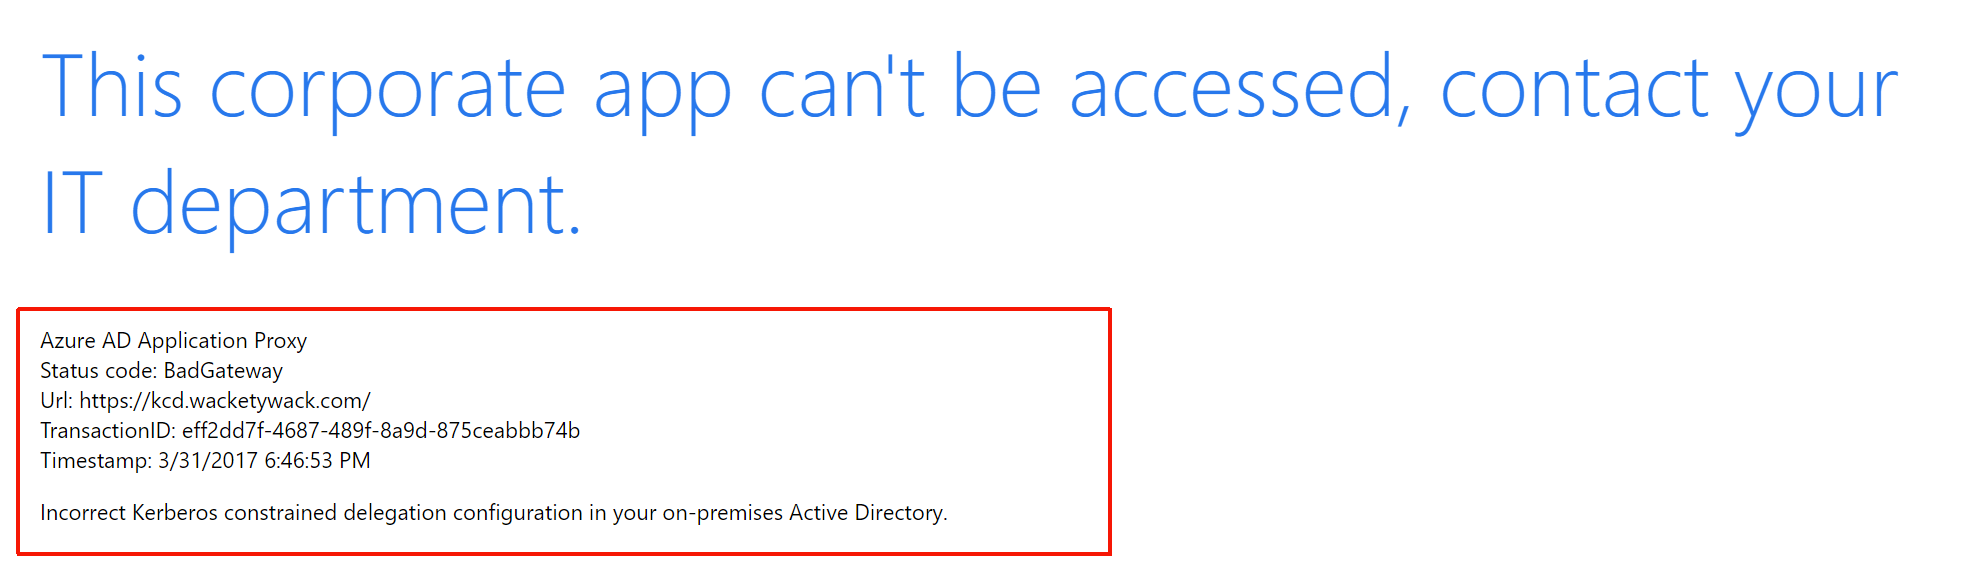 This corporate app can't be accessed, contact your
IT department.
Azure AD Application Proxy
Status code: BadGateway
Url: https://kcd.wacketywack.com/
TransactionID: eff2dd7f-4687-489f-8a9d-875ceabbb74b
Timestamp: 3/31/2017 6:46:53 PM
Incorrect Kerberos constrained delegation configuration in your on-premises Active Directory.